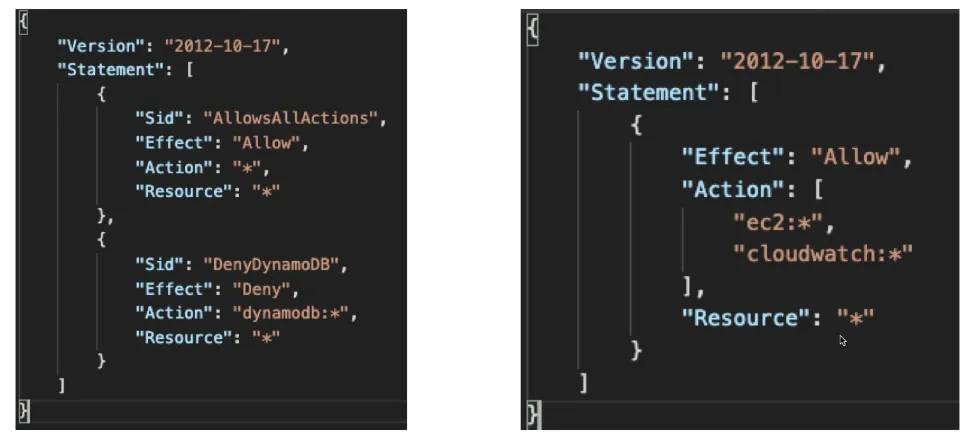 {
    "Version": "2012-10-17",
    "Statement": [
        {
            "Sid": "AllowsAllActions",
            "Effect": "Allow",
            "Action": "*",
            "Resource": "*"
        },
        {
            "Sid": "DenyDynamoDB",
            "Effect": "Deny",
            "Action": "dynamodb:*",
            "Resource": "*"
        }
    ]
}
{
    "Version": "2012-10-17",
    "Statement": [
        {
            "Effect": "Allow",
            "Action": [
                "ec2:*",
                "cloudwatch:*"
            ],
            "Resource": "*"
        }
    ]
}